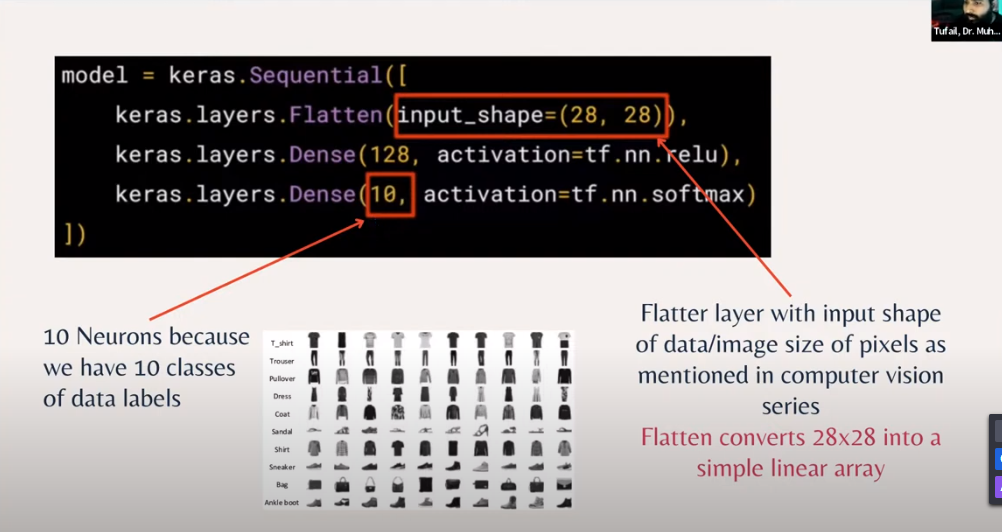 Tufail, Dr. Muh...
model = keras.Sequential([
keras.layers.Flatten(input_shape=(28, 28)),
keras.layers.Dense(128, activation=tf.nn.relu),
keras.layers.Dense(10, activation=tf.nn.softmax)
])
10 Neurons because
we have 10 classes
of data labels
T_shirt
Trouser
Pullover
Dress
Coat
Sandal
Shirt
Sneaker
Bag
Ankle boot
Flatter layer with input shape
of data/image size of pixels as
mentioned in computer vision
series
Flatten converts 28x28 into a
simple linear array